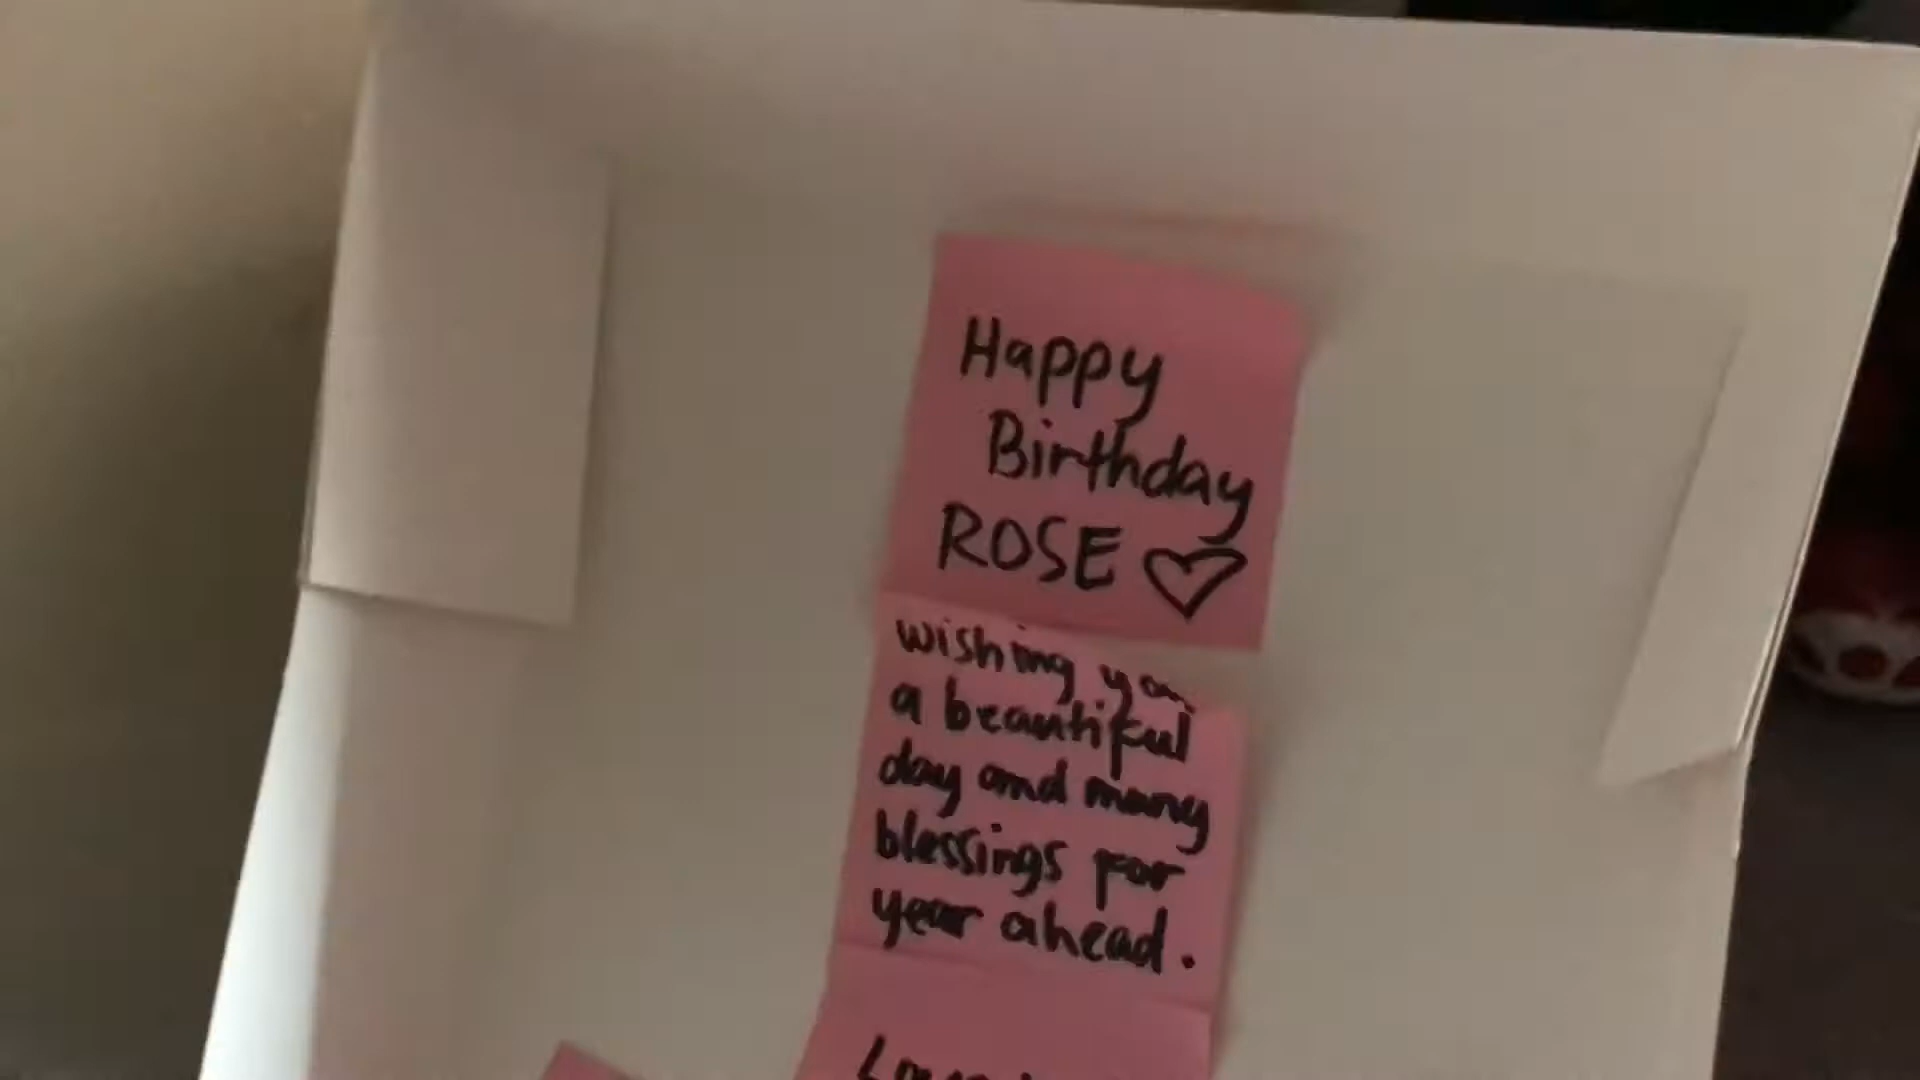 Happy
Birthday
ROSE ♡
wishing you
a beautiful
day and many
blessings for
year ahead.